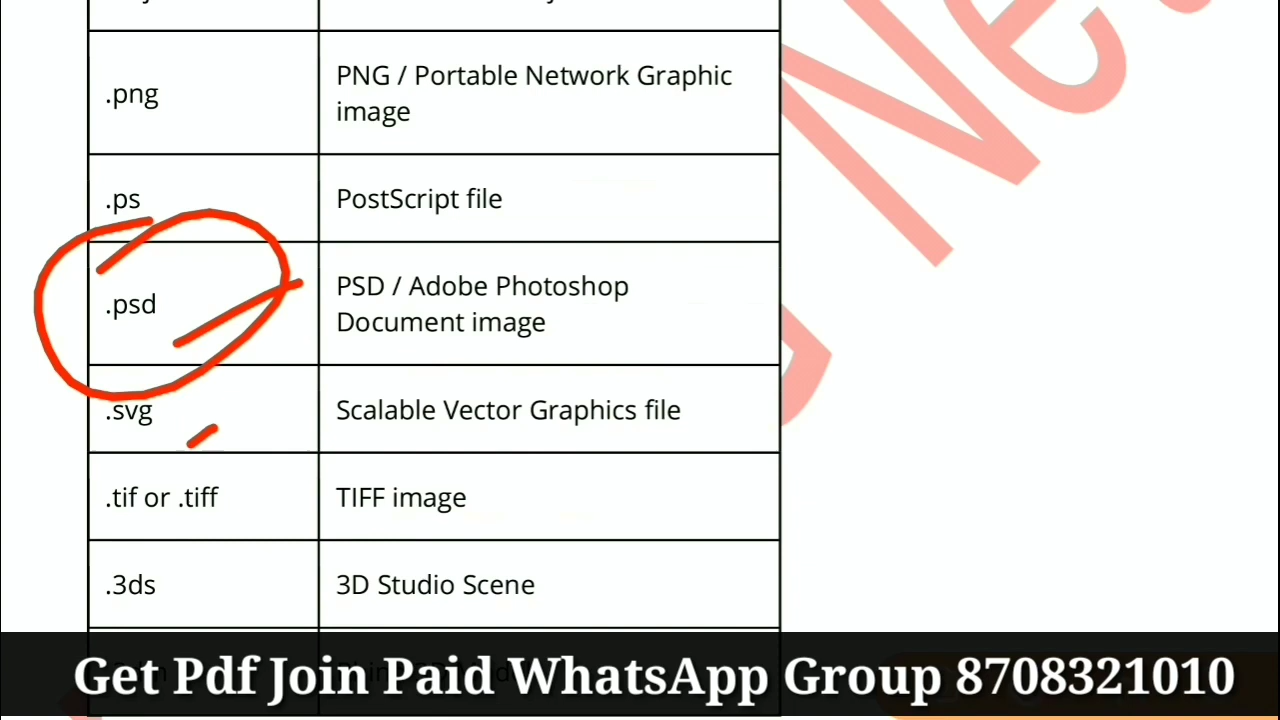 .png
PNG / Portable Network Graphic
image
.ps
PostScript file
.psd
PSD / Adobe Photoshop
Document image
.svg
Scalable Vector Graphics file
.tif or .tiff
TIFF image
.3ds
3D Studio Scene
Get Pdf Join Paid WhatsApp Group 8708321010